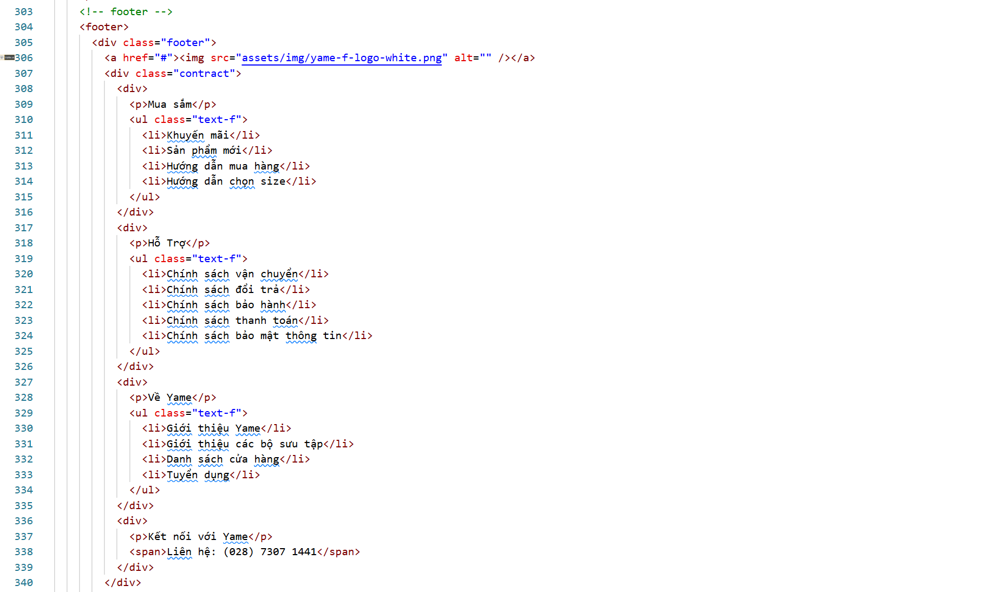 303 <!-- footer -->
304 <footer>
305 <div class="footer">
306 <a href="#"><img src="assets/img/yame-f-logo-white.png" alt="" /></a>
307 <div class="contract">
308 <div>
309 <p>Mua sắm</p>
310 <ul class="text-f">
311 <li>Khuyến mãi</li>
312 <li>Sản phẩm mới</li>
313 <li>Hướng dẫn mua hàng</li>
314 <li>Hướng dẫn chọn size</li>
315 </ul>
316 </div>
317 <div>
318 <p>Hỗ Trợ</p>
319 <ul class="text-f">
320 <li>Chính sách vận chuyển</li>
321 <li>Chính sách đổi trả</li>
322 <li>Chính sách bảo hành</li>
323 <li>Chính sách thanh toán</li>
324 <li>Chính sách bảo mật thông tin</li>
325 </ul>
326 </div>
327 <div>
328 <p>Về Yame</p>
329 <ul class="text-f">
330 <li>Giới thiệu Yame</li>
331 <li>Giới thiệu các bộ sưu tập</li>
332 <li>Danh sách cửa hàng</li>
333 <li>Tuyển dụng</li>
334 </ul>
335 </div>
336 <div>
337 <p>Kết nối với Yame</p>
338 <span>Liên hệ: (028) 7307 1441</span>
339 </div>
340 </div>